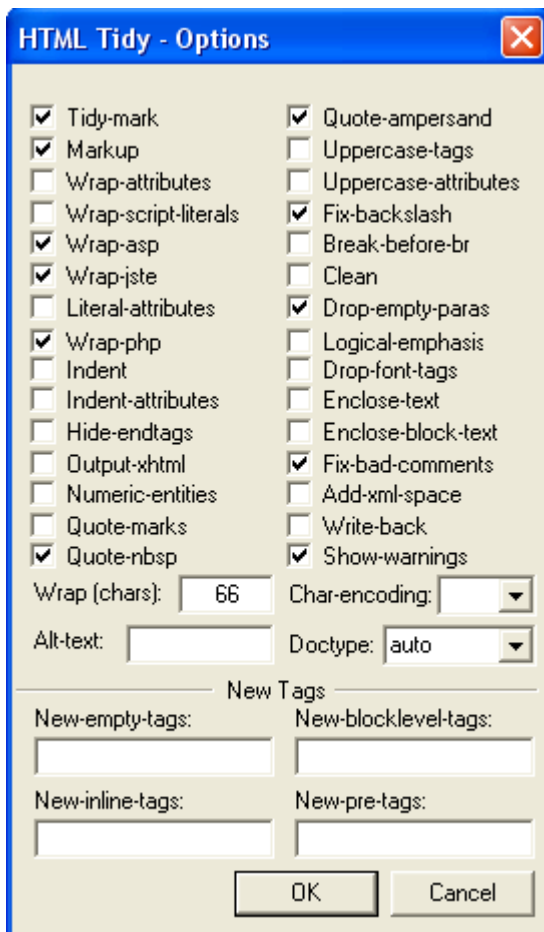 HTML Tidy - Options
Tidy-mark
Quote-ampersand
Markup
Uppercase-tags
Wrap-attributes
Uppercase-attributes
Wrap-script-literals
Fix-backslash
Wrap-asp
Break-before-br
Wrap-jste
Clean
Literal-attributes
Drop-empty-paras
Wrap-php
Logical-emphasis
Indent
Drop-font-tags
Indent-attributes
Enclose-text
Hide-endtags
Enclose-block-text
Output-xhtml
Fix-bad-comments
Numeric-entities
Add-xml-space
Quote-marks
Write-back
Quote-nbsp
Show-warnings
Wrap (chars): 66
Char-encoding:
Alt-text:
Doctype: auto
New Tags
New-empty-tags:
New-blocklevel-tags:
New-inline-tags:
New-pre-tags:
OK
Cancel